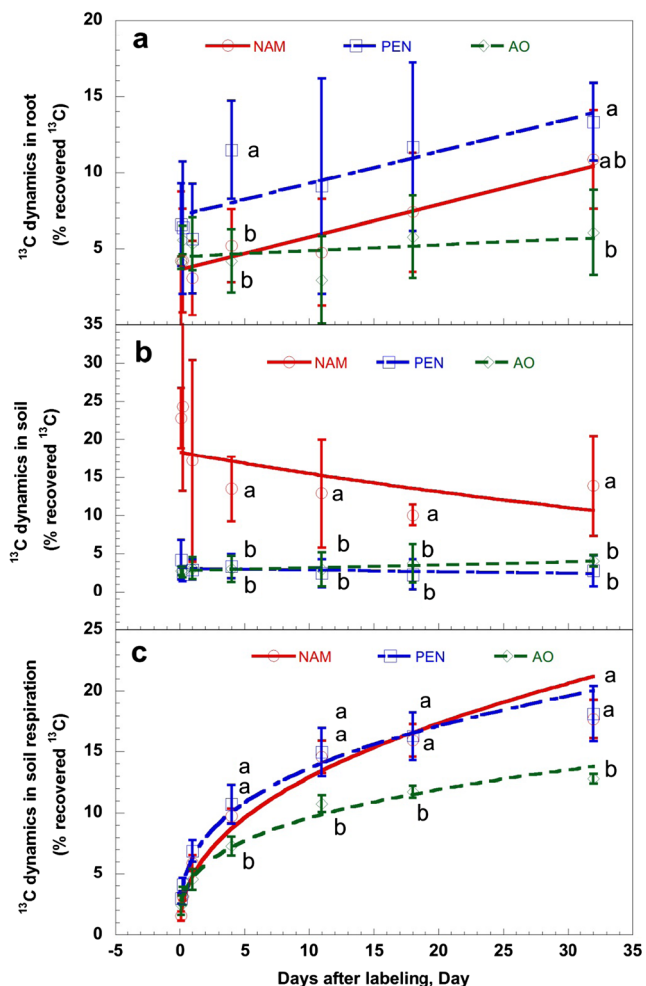 20
a
NAM PEN AO
15
a
a
10
ab
b
5
b
35
¹³C dynamics in root
(% recovered ¹³C)
b
NAM PEN AO
30
25
20
15
a
a
a
a
10
5
b
b
b
b
b
b
b
b
0
25
¹³C dynamics in soil
(% recovered ¹³C)
c
NAM PEN AO
20
a
a
a
a
a
a
15
a
a
10
b
b
b
b
5
0
¹³C dynamics in soil respiration
(% recovered ¹³C)
-5 0 5 10 15 20 25 30 35
Days after labeling, Day